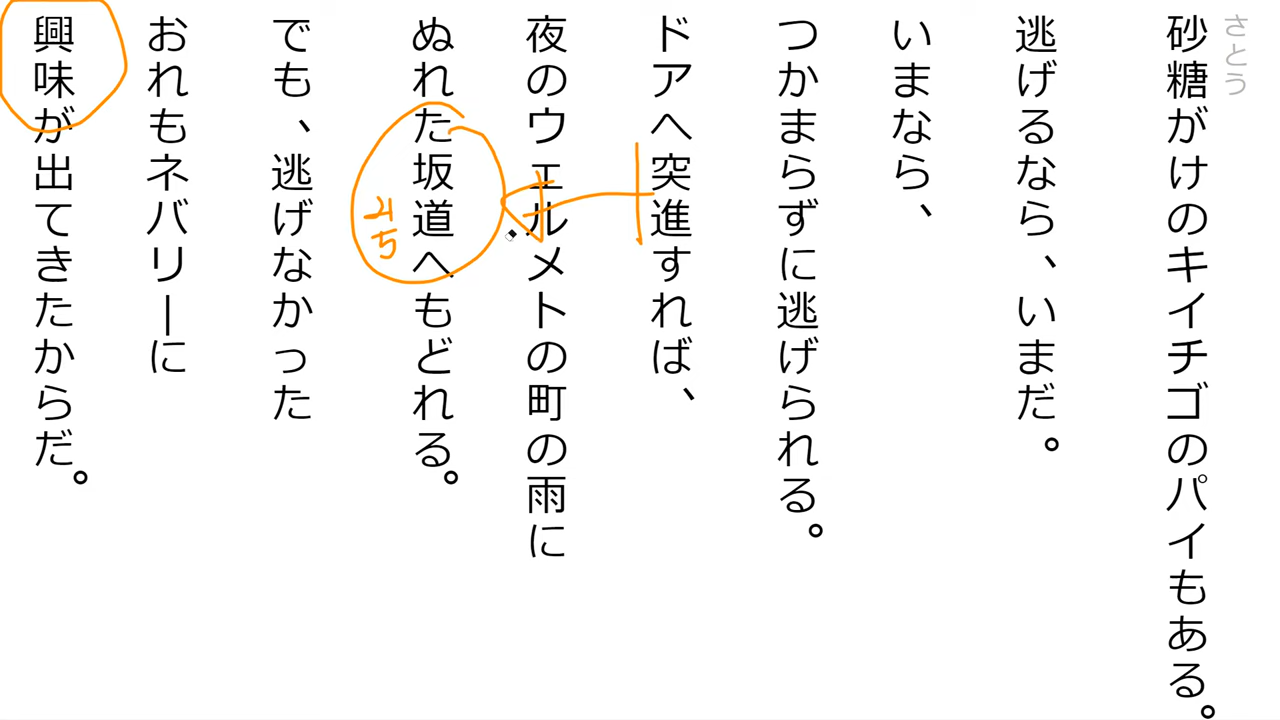 さとう
砂糖がけのキイチゴのパイもある。
逃げるなら、いまだ。
いまなら、
つかまらずに逃げられる。
ドアへ突進すれば、
夜のウェルメトの町の雨に
ぬれた坂道へもどれる。
でも、逃げなかった
おれもネバリーに
興味が出てきたからだ。